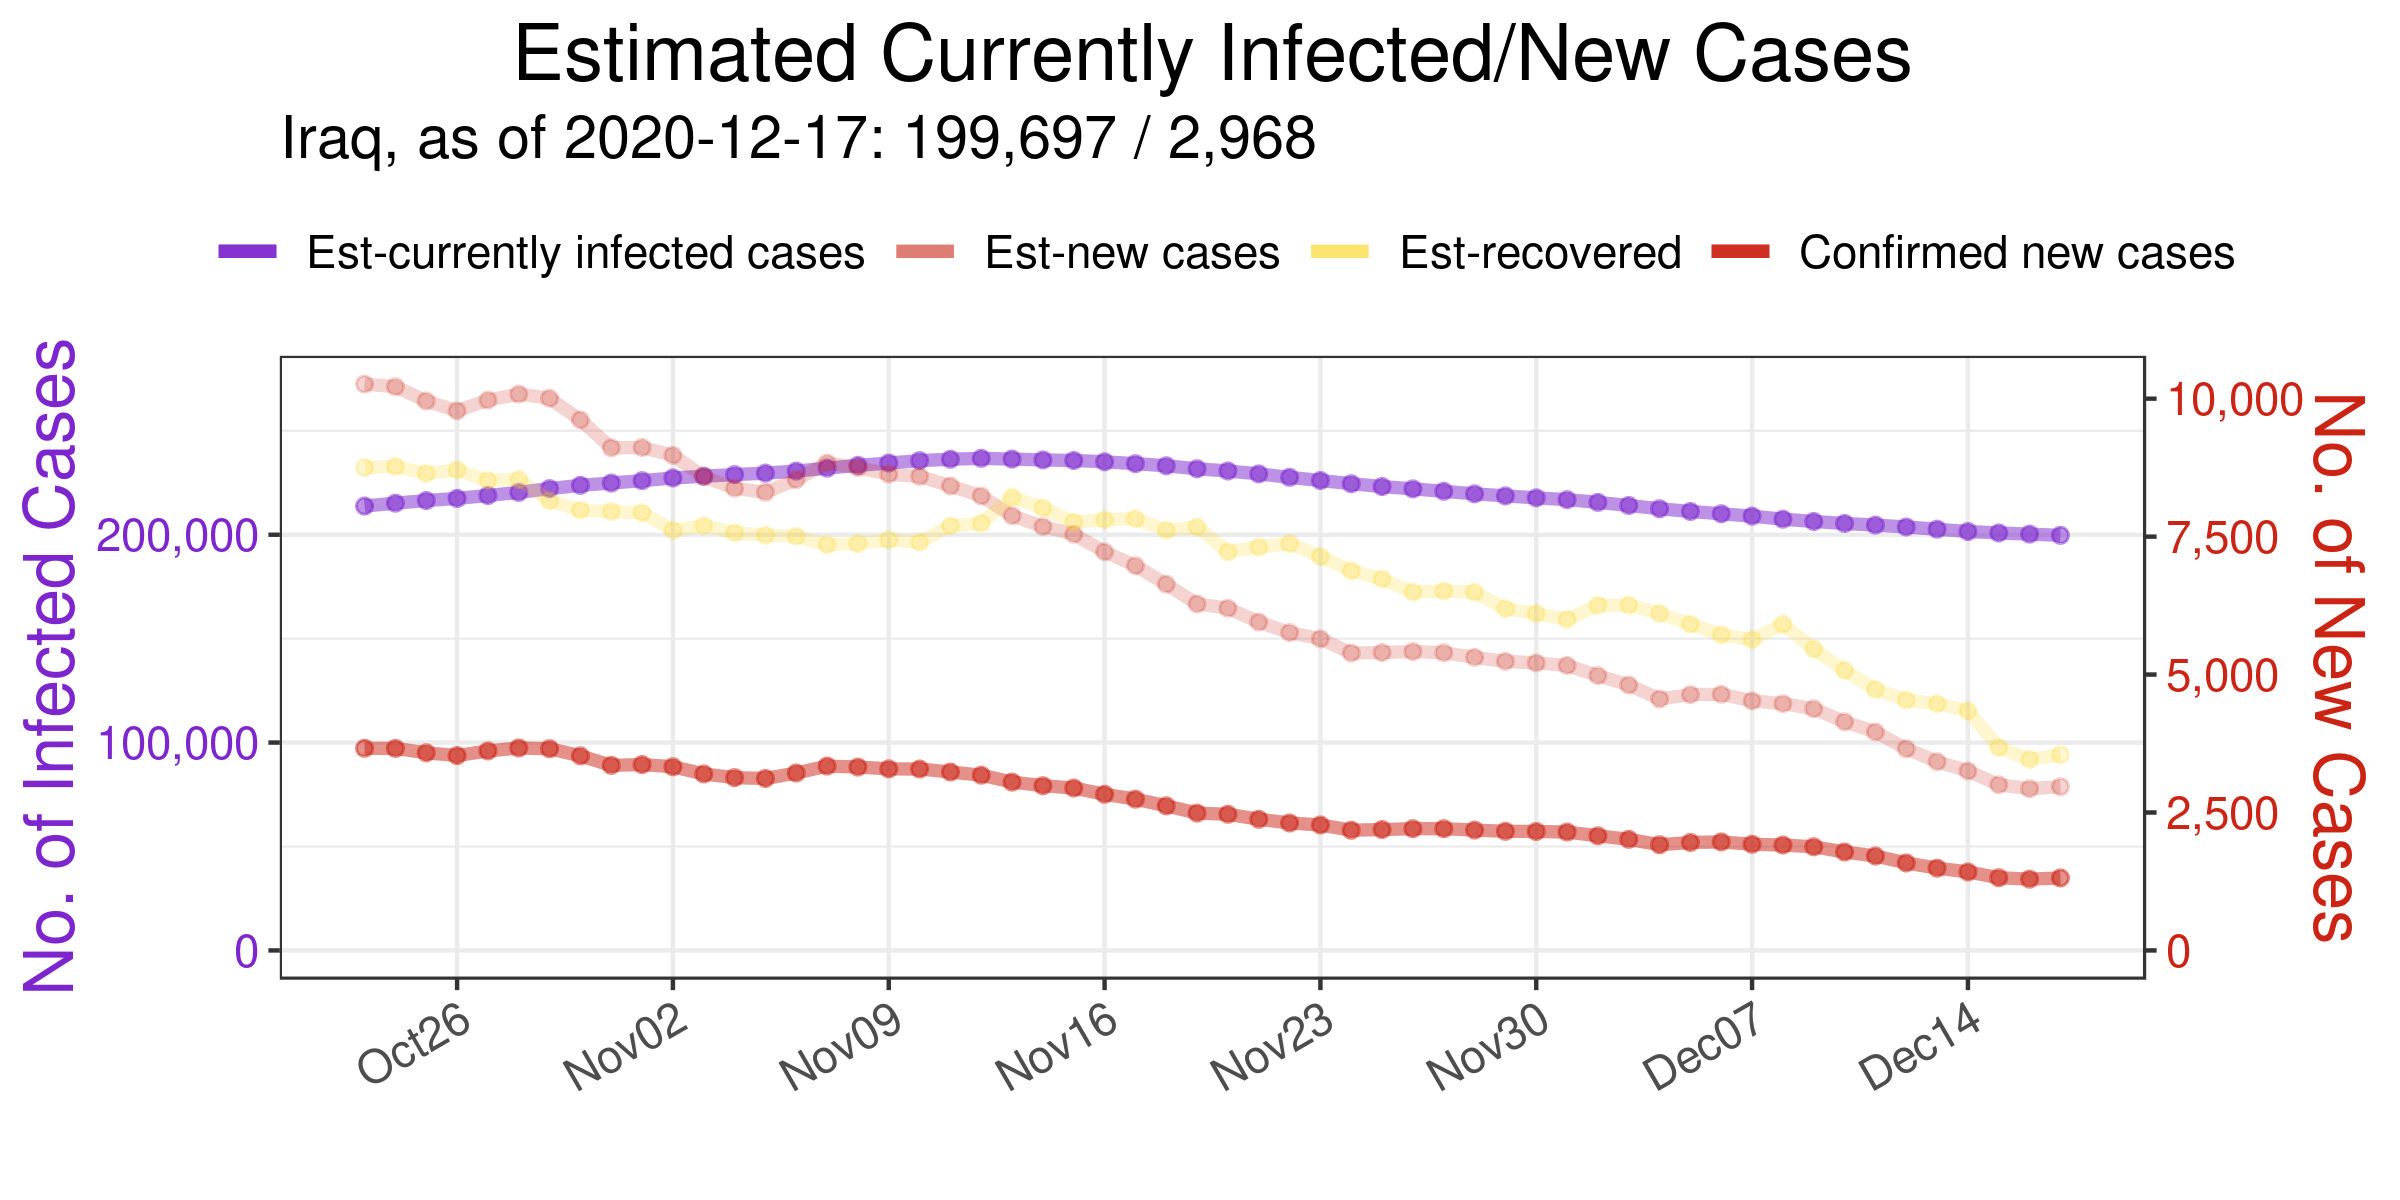 Estimated Currently Infected/New Cases
Iraq, as of 2020-12-17: 199,697 / 2,968
Est-currently infected cases Est-new cases Est-recovered Confirmed new cases
No. of Infected Cases
200,000
100,000
0
10,000
7,500
5,000
2,500
0
No. of New Cases
Oct26 Nov02 Nov09 Nov16 Nov23 Nov30 Dec07 Dec14